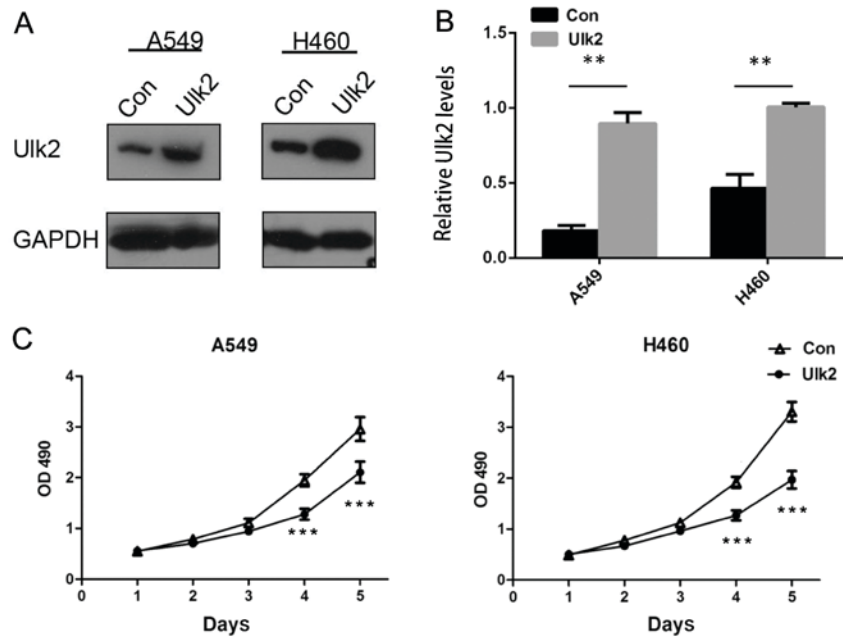 A
A549
H460
Con
Ulk2
Con
Ulk2
Ulk2
GAPDH
B
Con
Ulk2
Relative Ulk2 levels
1.5
1.0
0.5
0.0
**
**
A549
H460
C
A549
OD 490
4
3
2
1
0
***
***
0 1 2 3 4 5
Days
H460
Con
Ulk2
OD 490
4
3
2
1
0
***
***
0 1 2 3 4 5
Days